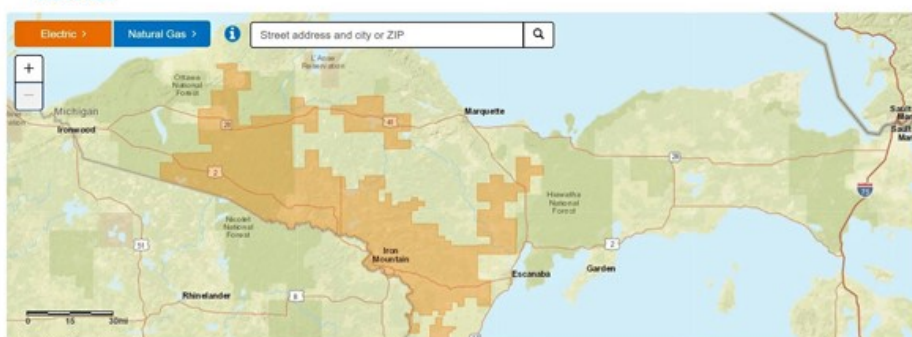 Electric >
Natural Gas >
i
Street address and city or ZIP
+
−
L'Anse
Reservation
Ottawa
National
Forest
Marquette
Michigan
Ironwood
28
41
28
2
75
Hiawatha
National
Forest
Nicolet
National
Forest
51
2
Iron
Mountain
Escanaba
Garden
Rhinelander
8
0 15 30mi